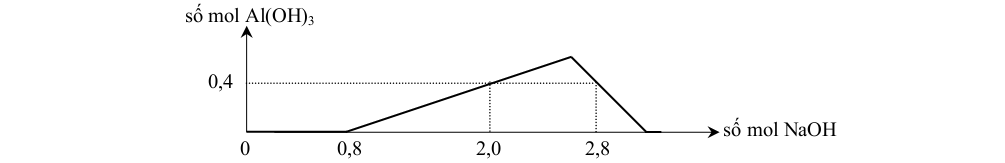 số mol Al(OH)₃
0,4
số mol NaOH
0 0,8 2,0 2,8